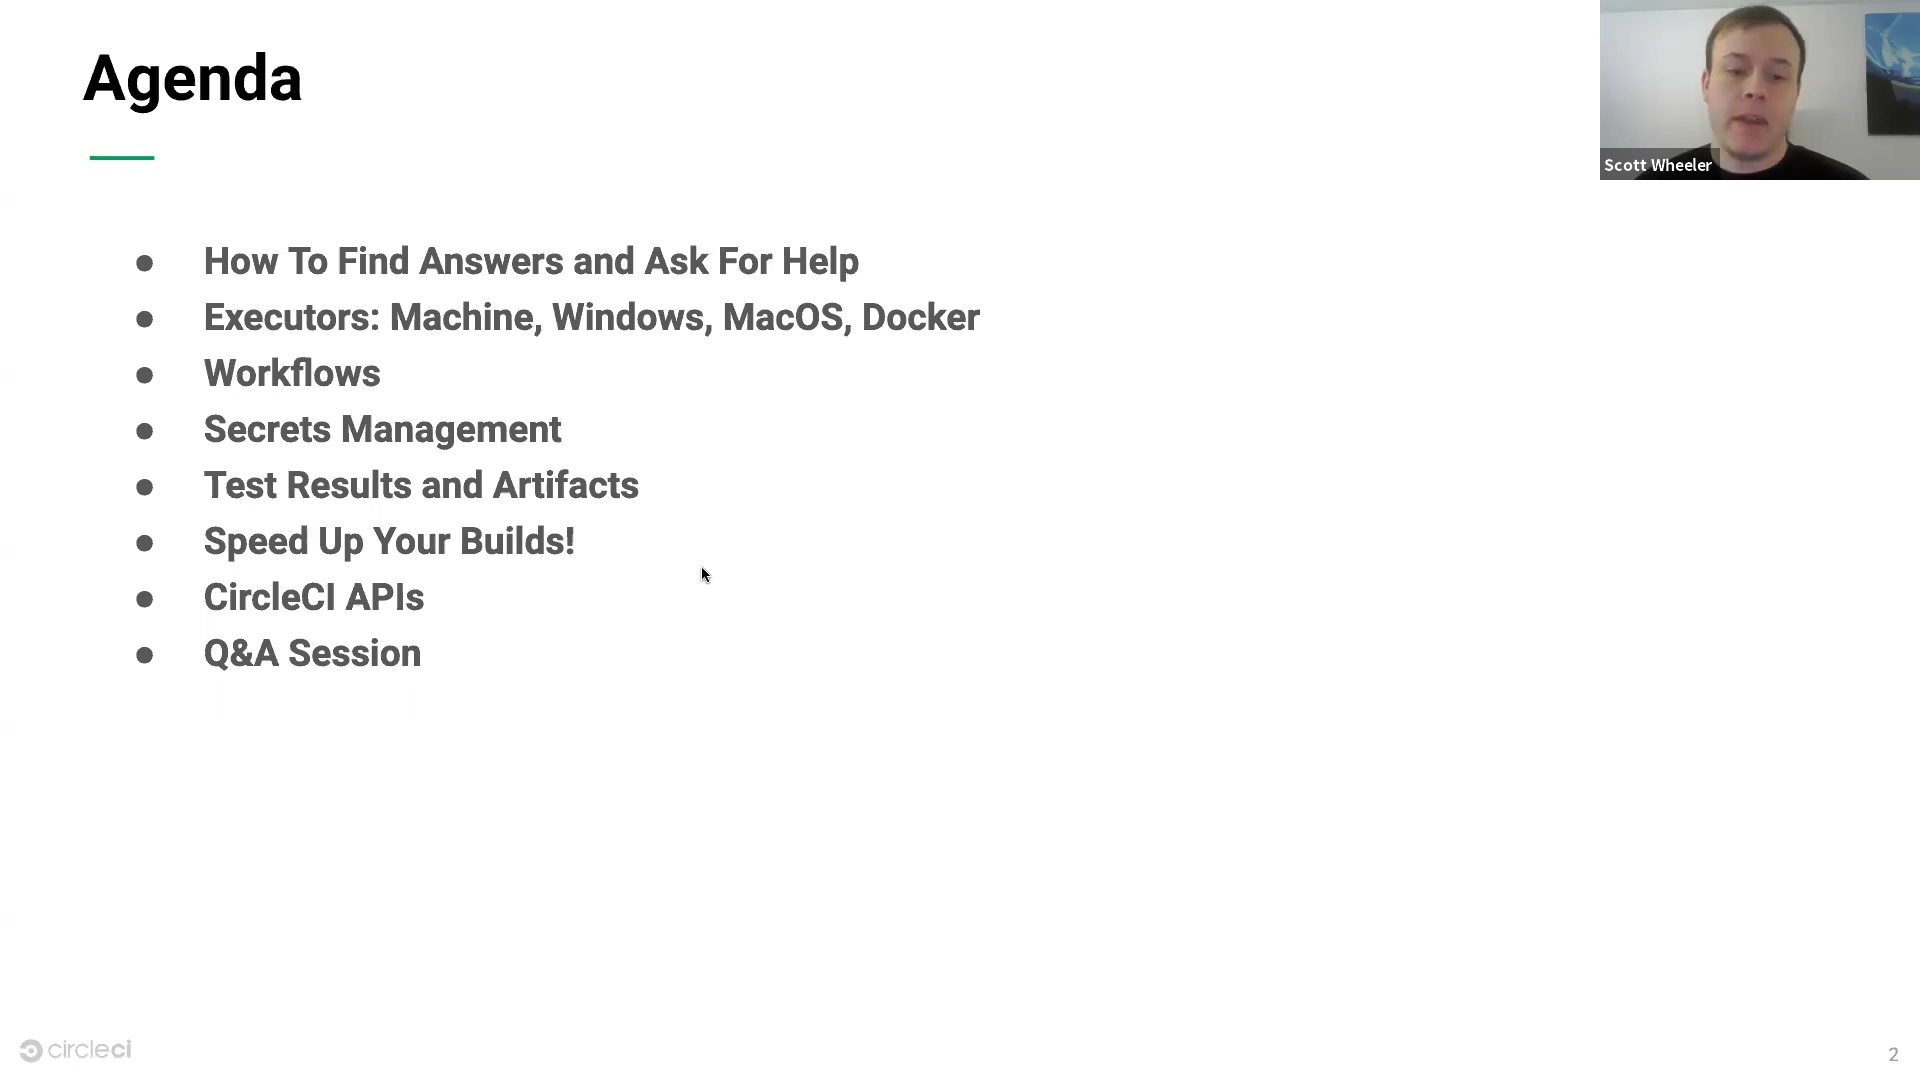 Agenda
Scott Wheeler
● How To Find Answers and Ask For Help
● Executors: Machine, Windows, MacOS, Docker
● Workflows
● Secrets Management
● Test Results and Artifacts
● Speed Up Your Builds!
● CircleCI APIs
● Q&A Session
circleci
2